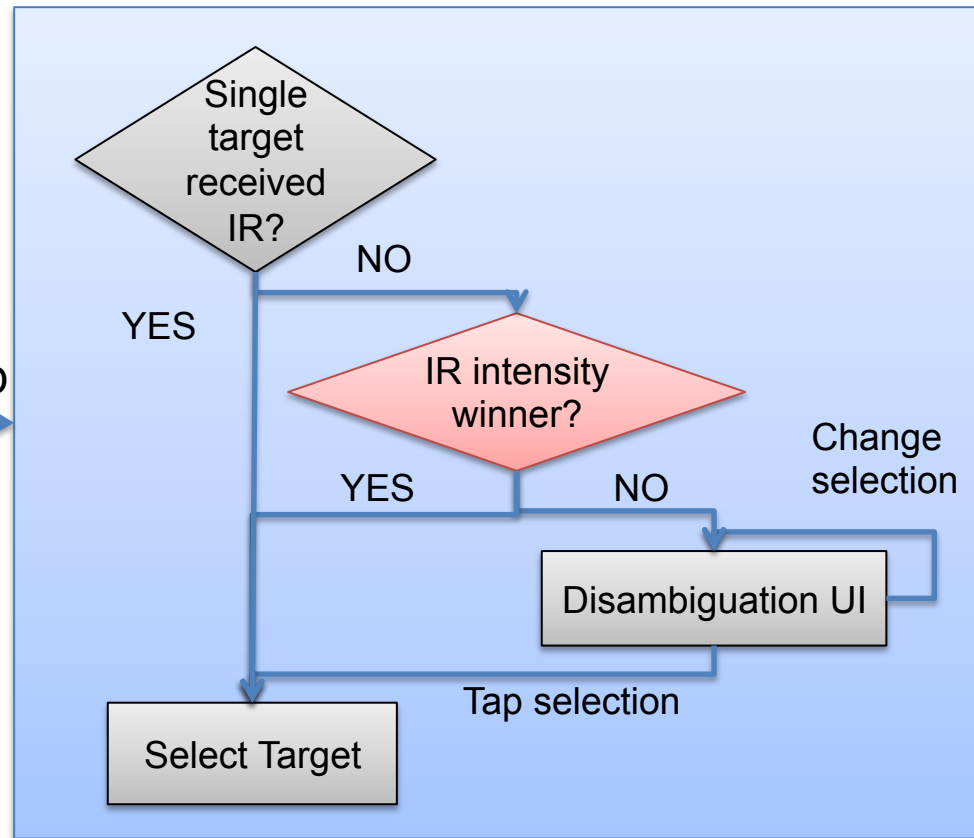 Single
target
received
IR?
NO
YES
IR intensity
winner?
Change
selection
YES
NO
Disambiguation UI
Tap selection
Select Target